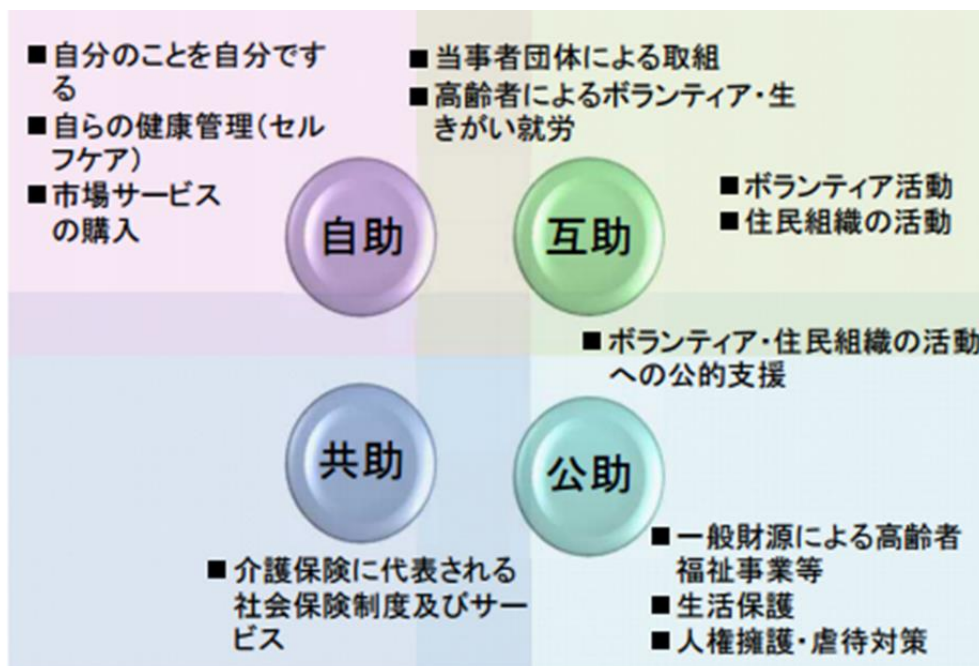 ■ 自分のことを自分です
る
■ 自らの健康管理(セル
フケア)
■ 市場サービス
の購入
■ 当事者団体による取組
■ 高齢者によるボランティア・生
きがい就労
自助
互助
■ ボランティア活動
■ 住民組織の活動
■ ボランティア・住民組織の活動
への公的支援
共助
公助
■ 介護保険に代表される
社会保険制度及びサー
ビス
■ 一般財源による高齢者
福祉事業等
■ 生活保護
■ 人権擁護・虐待対策